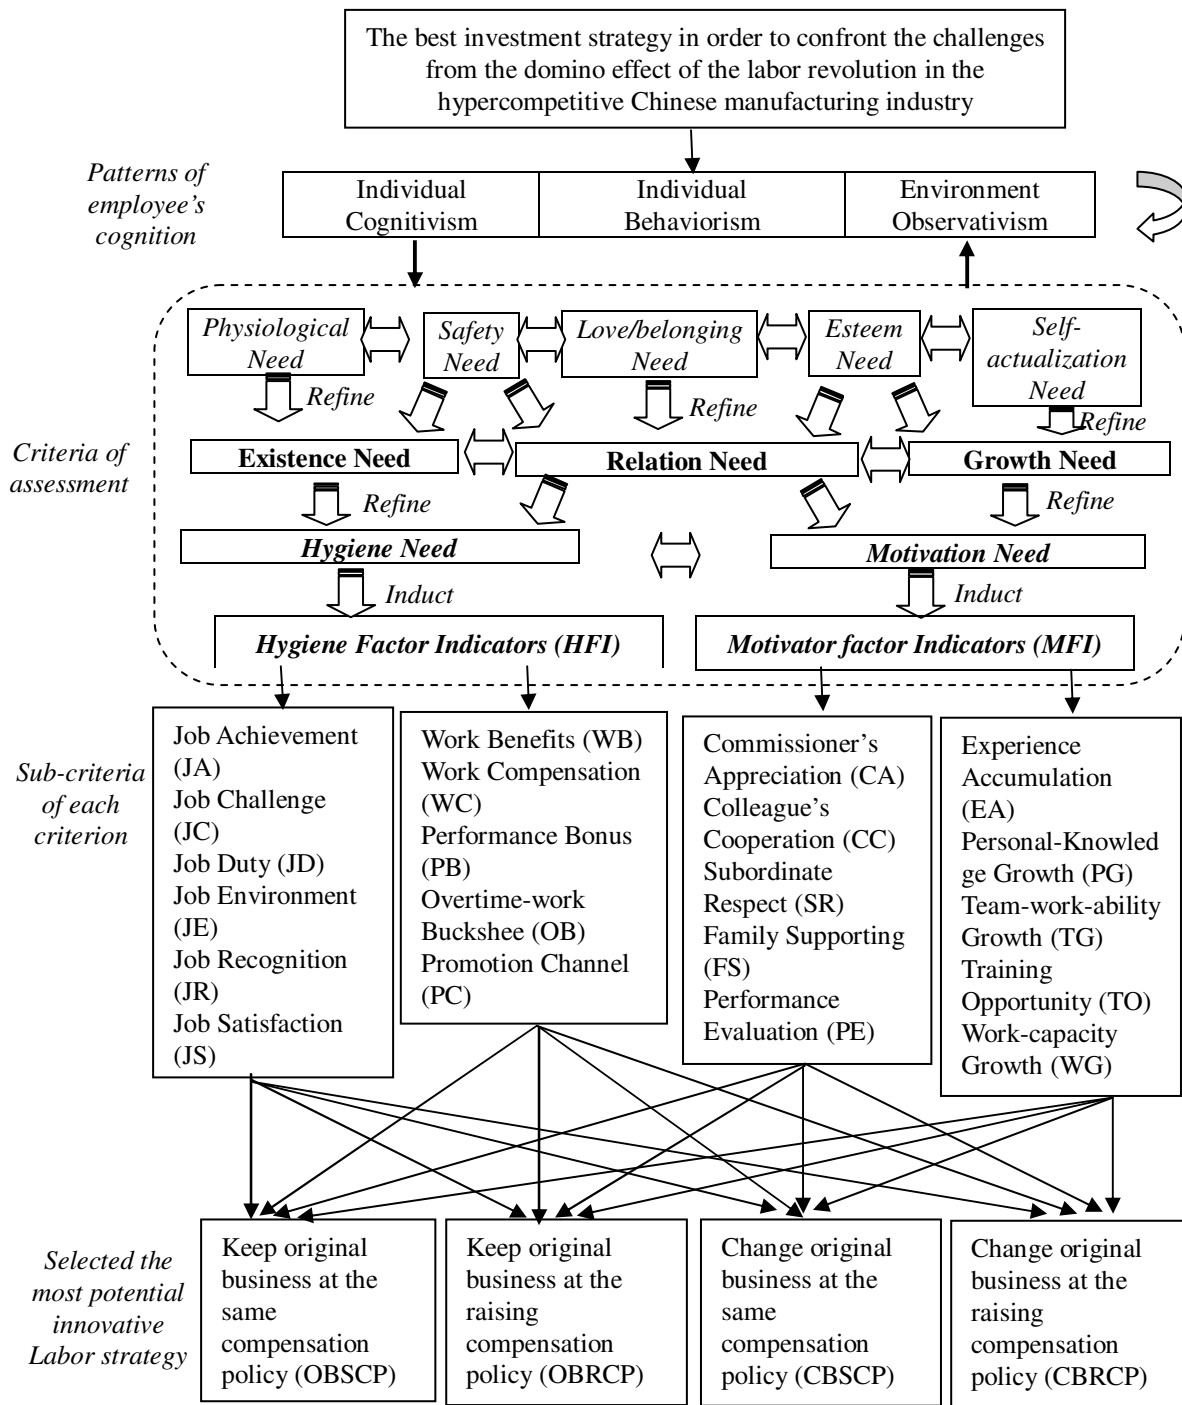 The best investment strategy in order to confront the challenges
from the domino effect of the labor revolution in the
hypercompetitive Chinese manufacturing industry
Patterns of
employee's
cognition
Individual
Cognitivism
Individual
Behaviorism
Environment
Observativism
Physiological
Need
Safety
Need
Love/belonging
Need
Esteem
Need
Self-
actualization
Need
Refine
Refine
Refine
Criteria of
assessment
Existence Need
Relation Need
Growth Need
Refine
Refine
Hygiene Need
Motivation Need
Induct
Induct
Hygiene Factor Indicators (HFI)
Motivator factor Indicators (MFI)
Sub-criteria
of each
criterion
Job Achievement
(JA)
Job Challenge
(JC)
Job Duty (JD)
Job Environment
(JE)
Job Recognition
(JR)
Job Satisfaction
(JS)
Work Benefits (WB)
Work Compensation
(WC)
Performance Bonus
(PB)
Overtime-work
Buckshee (OB)
Promotion Channel
(PC)
Commissioner's
Appreciation (CA)
Colleague's
Cooperation (CC)
Subordinate
Respect (SR)
Family Supporting
(FS)
Performance
Evaluation (PE)
Experience
Accumulation
(EA)
Personal-Knowled
ge Growth (PG)
Team-work-ability
Growth (TG)
Training
Opportunity (TO)
Work-capacity
Growth (WG)
Selected the
most potential
innovative
Labor strategy
Keep original
business at the
same
compensation
policy (OBSCP)
Keep original
business at the
raising
compensation
policy (OBRCP)
Change original
business at the
same
compensation
policy (CBSCP)
Change original
business at the
raising
compensation
policy (CBRCP)